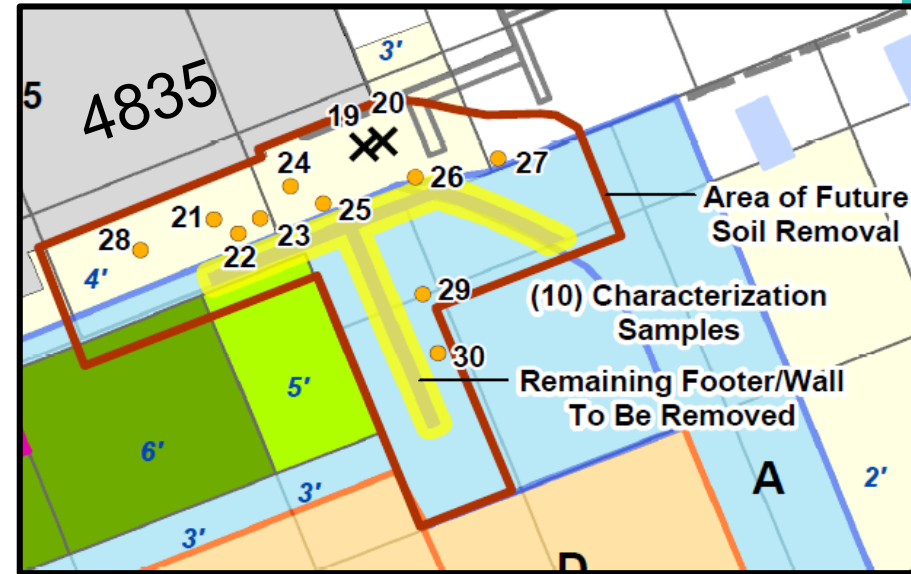 3'
5
4835
19
20
24
26
27
21
25
Area of Future
Soil Removal
28
23
22
4'
29
(10) Characterization
Samples
30
Remaining Footer/Wall
To Be Removed
5'
6'
A
2'
3'
3'
D